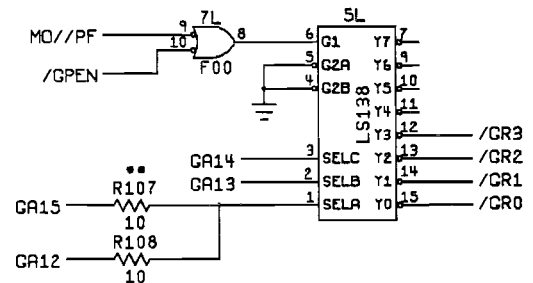 7L 5L
MO//PF 9 8 6 G1 Y7 7
10 5 G2A Y6 9
/GPEN F00 4 G2B Y5 10
Y4 11
LS138
Y3 12 /GR3
GA14 3 SELC Y2 13 /GR2
GA13 2 SELB Y1 14 /GR1
** 
R107
GA15 10 1 SELA Y0 15 /GR0
R108
GA12 10